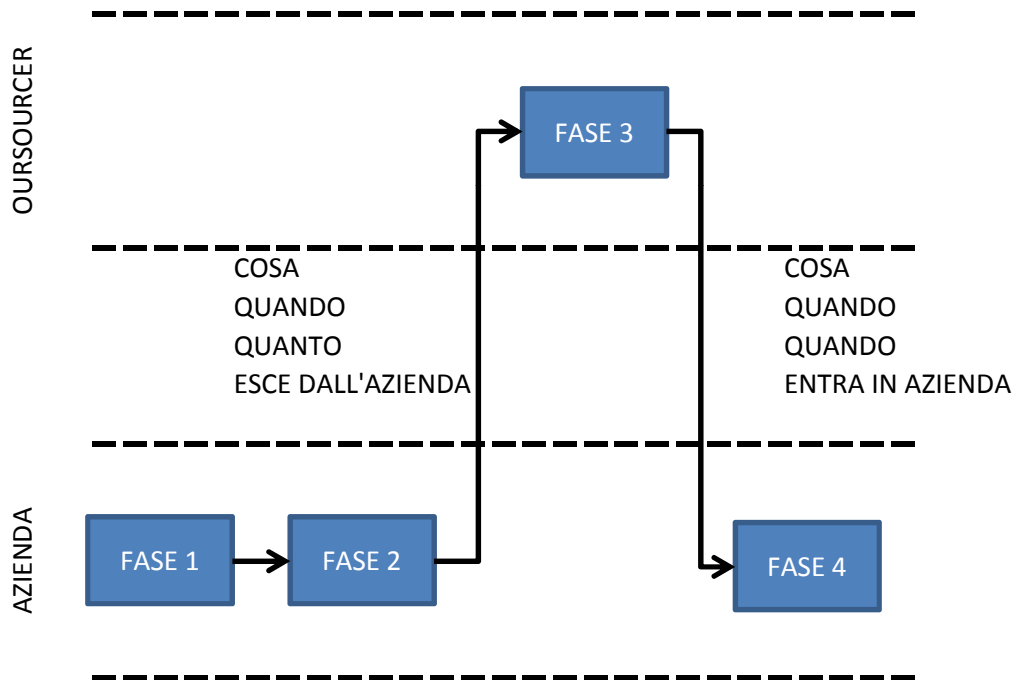 OURSOURCER
FASE 3
COSA
QUANDO
QUANTO
ESCE DALL'AZIENDA
COSA
QUANDO
QUANDO
ENTRA IN AZIENDA
AZIENDA
FASE 1
FASE 2
FASE 4